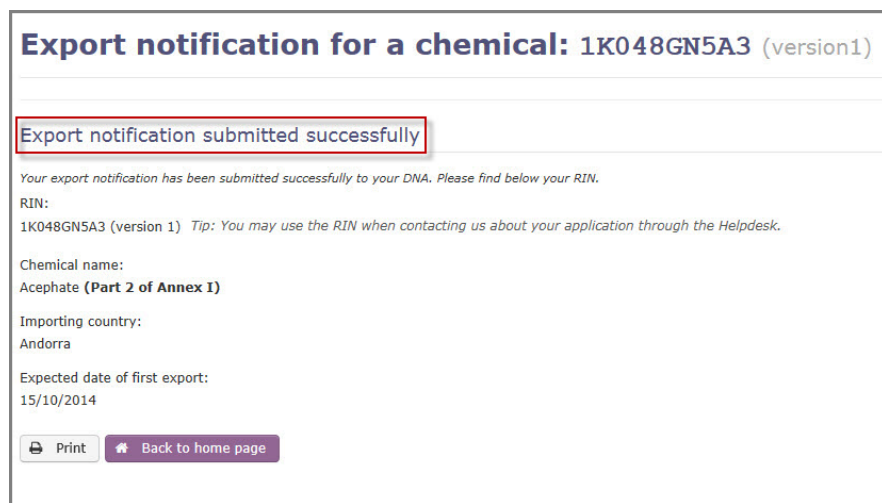 Export notification for a chemical: 1K048GN5A3 (version1)
Export notification submitted successfully
Your export notification has been submitted successfully to your DNA. Please find below your RIN.
RIN:
1K048GN5A3 (version 1) Tip: You may use the RIN when contacting us about your application through the Helpdesk.
Chemical name:
Acephate (Part 2 of Annex I)
Importing country:
Andorra
Expected date of first export:
15/10/2014
Print Back to home page